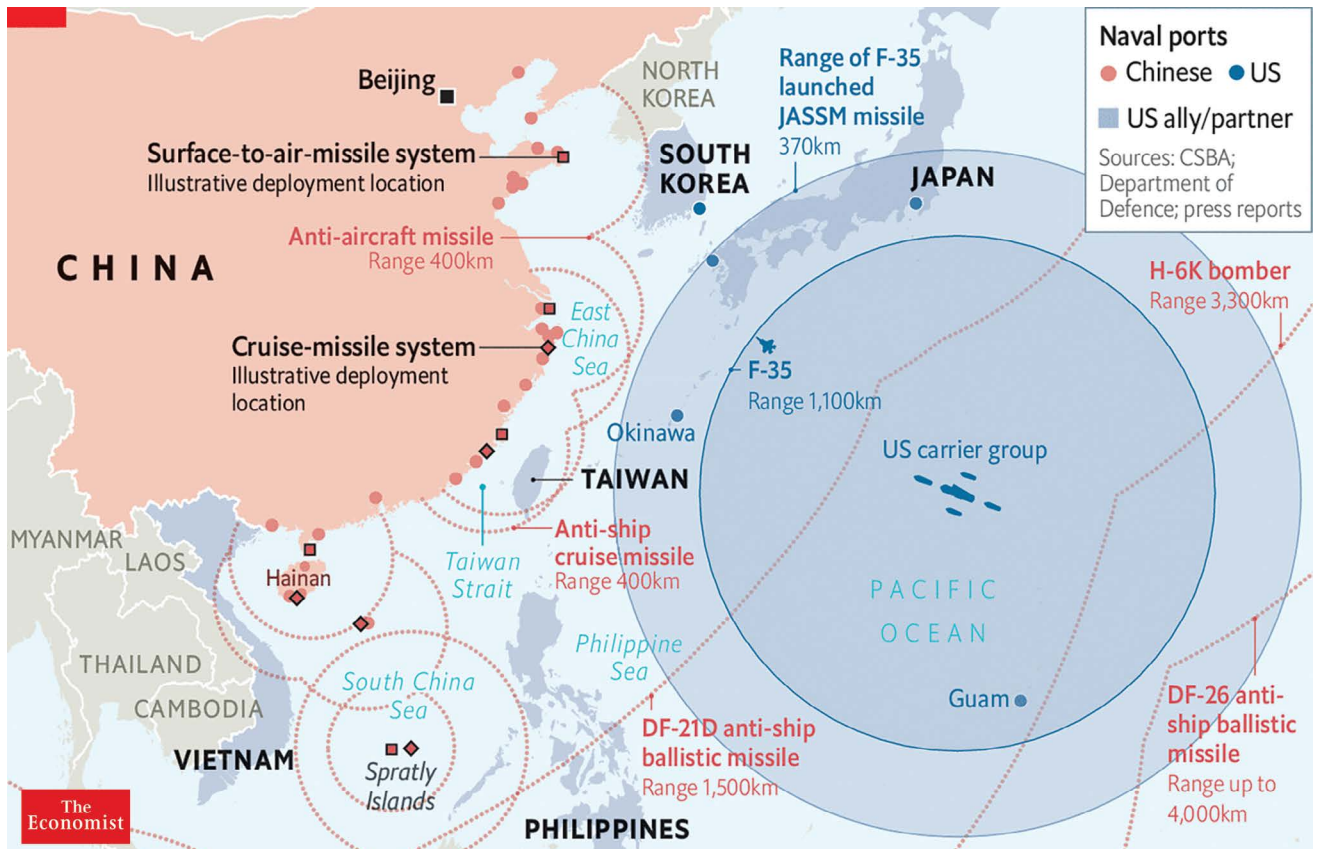 Beijing
Surface-to-air-missile system
Illustrative deployment location
Anti-aircraft missile
Range 400km
CHINA
Cruise-missile system
Illustrative deployment
location
East
China
Sea
NORTH
KOREA
SOUTH
KOREA
Range of F-35
launched
JASSM missile
370km
JAPAN
Naval ports
Chinese
US
US ally/partner
Sources: CSBA;
Department of
Defence; press reports
H-6K bomber
Range 3,300km
F-35
Range 1,100km
Okinawa
US carrier group
TAIWAN
Anti-ship
cruise missile
Range 400km
Taiwan
Strait
MYANMAR
LAOS
Hainan
THAILAND
CAMBODIA
VIETNAM
South China
Sea
Spratly
Islands
Philippine
Sea
PACIFIC
OCEAN
Guam
DF-21D anti-ship
ballistic missile
Range 1,500km
DF-26 anti-
ship ballistic
missile
Range up to
4,000km
PHILIPPINES
The
Economist